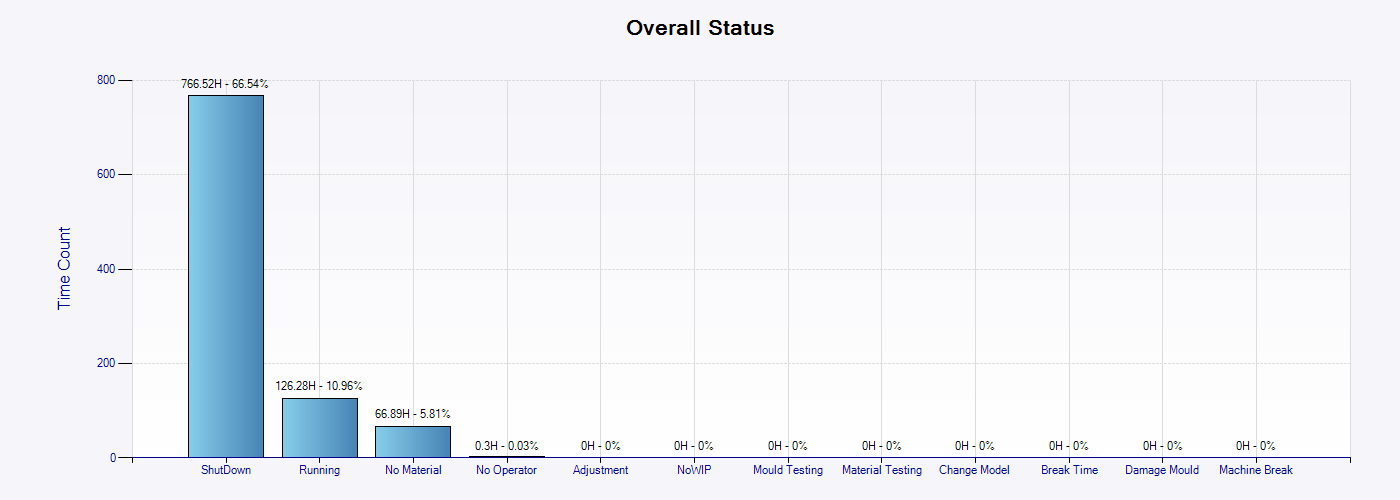 Overall Status
Time Count
800
600
400
200
0
766.52H - 66.54%
126.28H - 10.96%
66.89H - 5.81%
0.3H - 0.03%
0H - 0%
0H - 0%
0H - 0%
0H - 0%
0H - 0%
0H - 0%
0H - 0%
0H - 0%
ShutDown
Running
No Material
No Operator
Adjustment
NoWIP
Mould Testing
Material Testing
Change Model
Break Time
Damage Mould
Machine Break